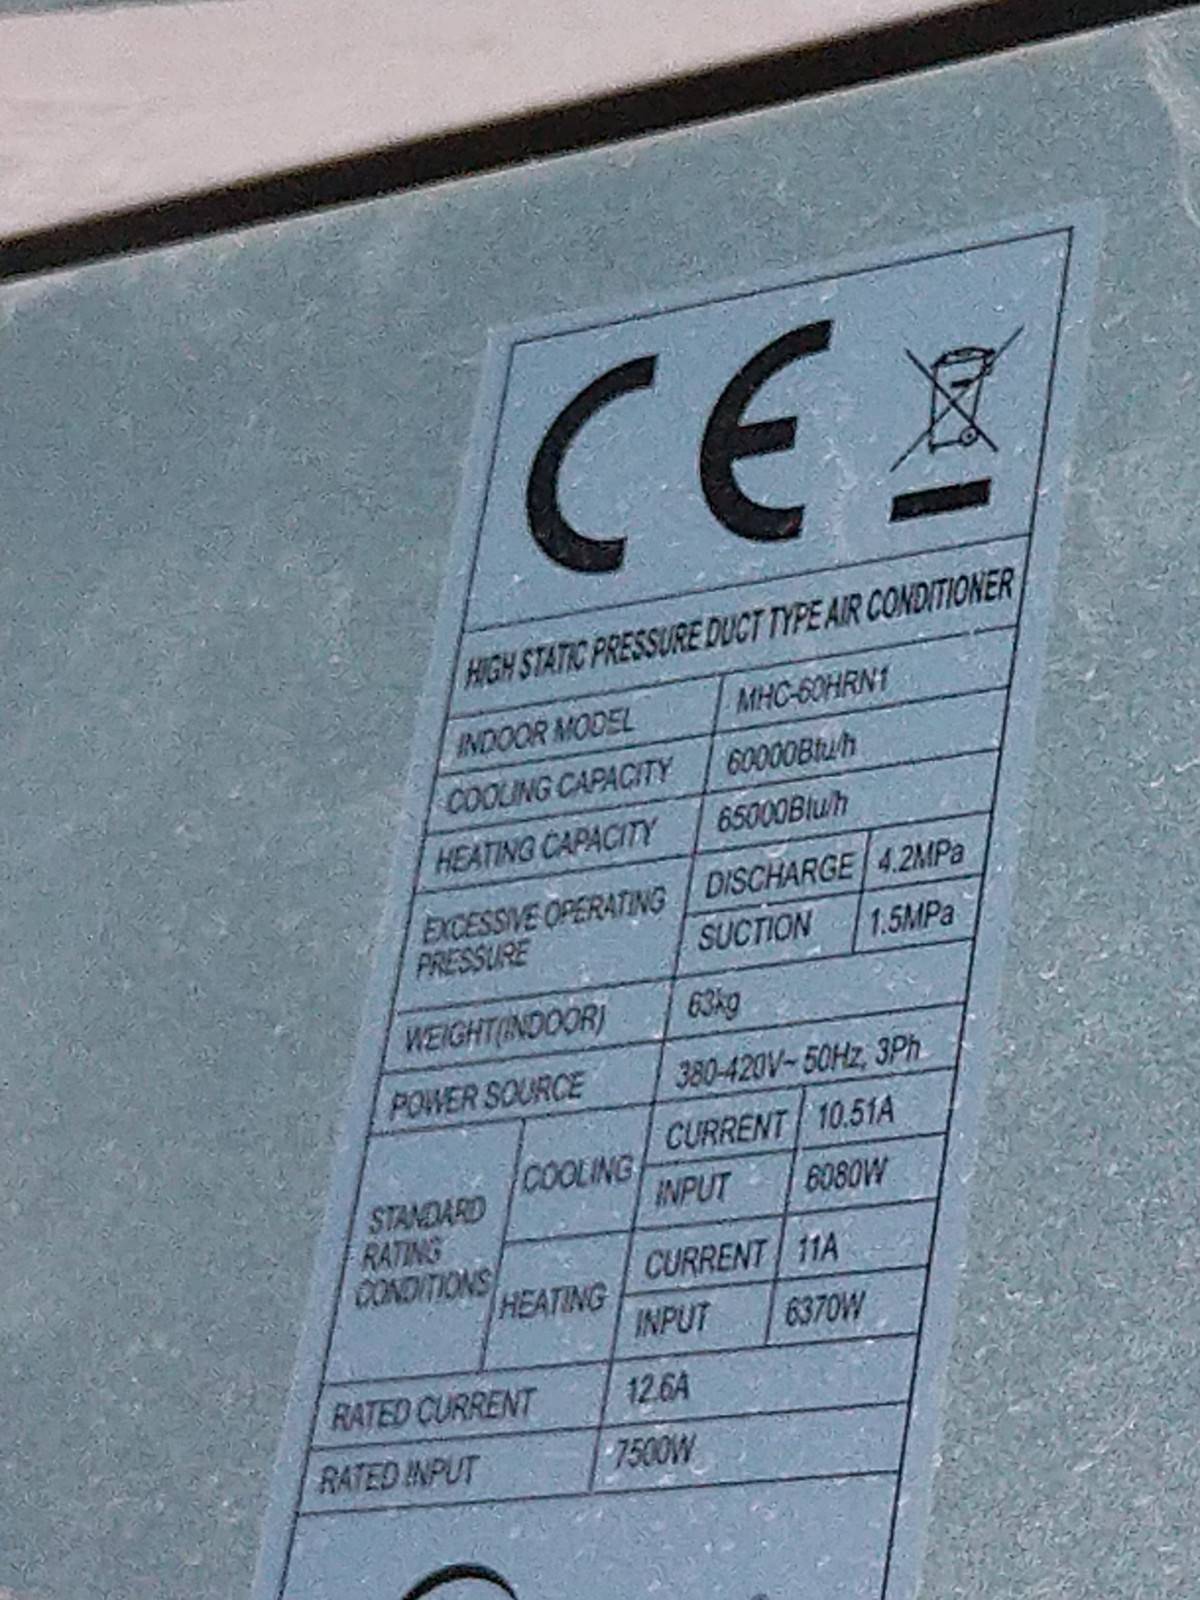 CE
HIGH STATIC PRESSURE DUCT TYPE AIR CONDITIONER
INDOOR MODEL MHC-60HRN1
COOLING CAPACITY 60000Btu/h
HEATING CAPACITY 65000Btu/h
EXCESSIVE OPERATING PRESSURE DISCHARGE 4.2MPa
SUCTION 1.5MPa
WEIGHT(INDOOR) 63kg
POWER SOURCE 380-420V~ 50Hz, 3Ph
STANDARD RATING CONDITIONS COOLING CURRENT 10.51A
INPUT 6080W
HEATING CURRENT 11A
INPUT 6370W
RATED CURRENT 12.6A
RATED INPUT 7500W